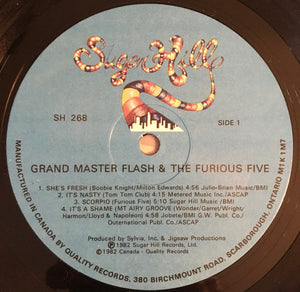 Sugar Hill
SH 268
SIDE 1
GRAND MASTER FLASH & THE FURIOUS FIVE
1. SHE'S FRESH (Boobie Knight/Milton Edwards) 4:56 Julio-Brian Music/BMI
2. IT'S NASTY (Tom Tom Club) 4:15 Metered Music Inc./ASCAP
3. SCORPIO (Furious Five) 5:10 Sugar Hill Music /BMI
4. IT'S A SHAME (MT AIRY GROOVE) (Wonder/Garret/Wright/
Harmon/Lloyd & Napoleon) 4:58 Jobete/BMI G.W. Publ. Co./
Outernational Pub. Co./ASCAP
Produced by Sylvia, Inc. & Jigsaw Productions
℗1982 Sugar Hill Records, Ltd.
©1982 Canada - Quality Records
MANUFACTURED IN CANADA BY QUALITY RECORDS, 380 BIRCHMOUNT ROAD, SCARBOROUGH, ONTARIO M1K 1M7